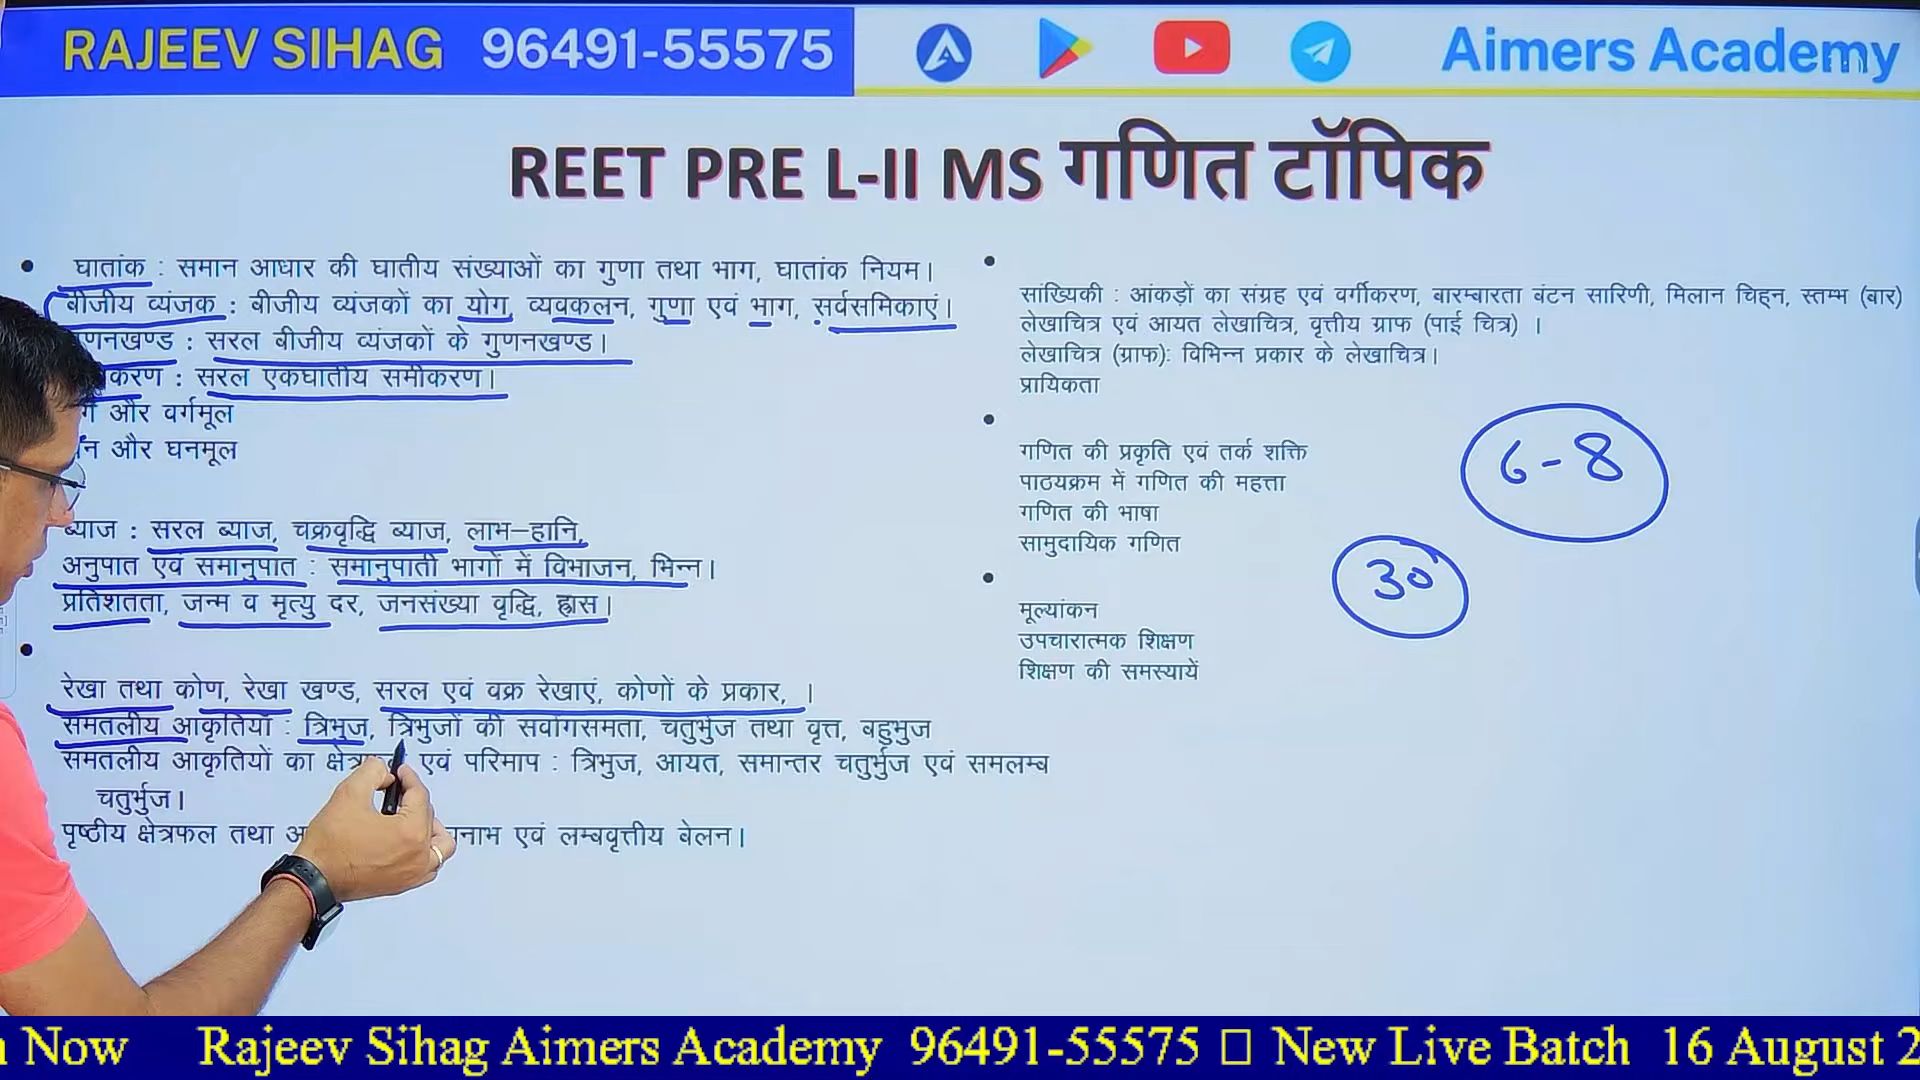 RAJEEV SIHAG 96491-55575
Aimers Academy
REET PRE L-II MS गणित टॉपिक
घातांक : समान आधार की घातीय संख्याओं का गुणा तथा भाग, घातांक नियम।
बीजीय व्यंजक : बीजीय व्यंजकों का योग, व्यवकलन, गुणा एवं भाग, सर्वसमिकाएं।
: सरल बीजीय व्यंजकों के गुणनखण्ड।
: सरल एकघातीय समीकरण।
और वर्गमूल
और घनमूल
ब्याज : सरल ब्याज, चक्रवृद्धि ब्याज, लाभ–हानि,
अनुपात एवं समानुपात : समानुपाती भागों में विभाजन, भिन्न।
प्रतिशतता, जन्म व मृत्यु दर, जनसंख्या वृद्धि, ह्रास।
रेखा तथा कोण, रेखा खण्ड, सरल एवं वक्र रेखाएं, कोणों के प्रकार, ।
समतलीय आकृतियाँ : त्रिभुज, त्रिभुजों की सर्वांगसमता, चतुर्भुज तथा वृत्त, बहुभुज
समतलीय आकृतियों का एवं परिमाप : त्रिभुज, आयत, समान्तर चतुर्भुज एवं समलम्ब
चतुर्भुज।
पृष्ठीय क्षेत्रफल तथा एवं लम्बवृत्तीय बेलन।
सांख्यिकी : आंकड़ों का संग्रह एवं वर्गीकरण, बारम्बारता बंटन सारिणी, मिलान चिह्न, स्तम्भ (बार)
लेखाचित्र एवं आयत लेखाचित्र, वृत्तीय ग्राफ (पाई चित्र) ।
लेखाचित्र (ग्राफ): विभिन्न प्रकार के लेखाचित्र।
प्रायिकता
गणित की प्रकृति एवं तर्क शक्ति
पाठयक्रम में गणित की महत्ता
गणित की भाषा
सामुदायिक गणित
मूल्यांकन
उपचारात्मक शिक्षण
शिक्षण की समस्यायें
6-8
30
Now Rajeev Sihag Aimers Academy 96491-55575 New Live Batch 16 August